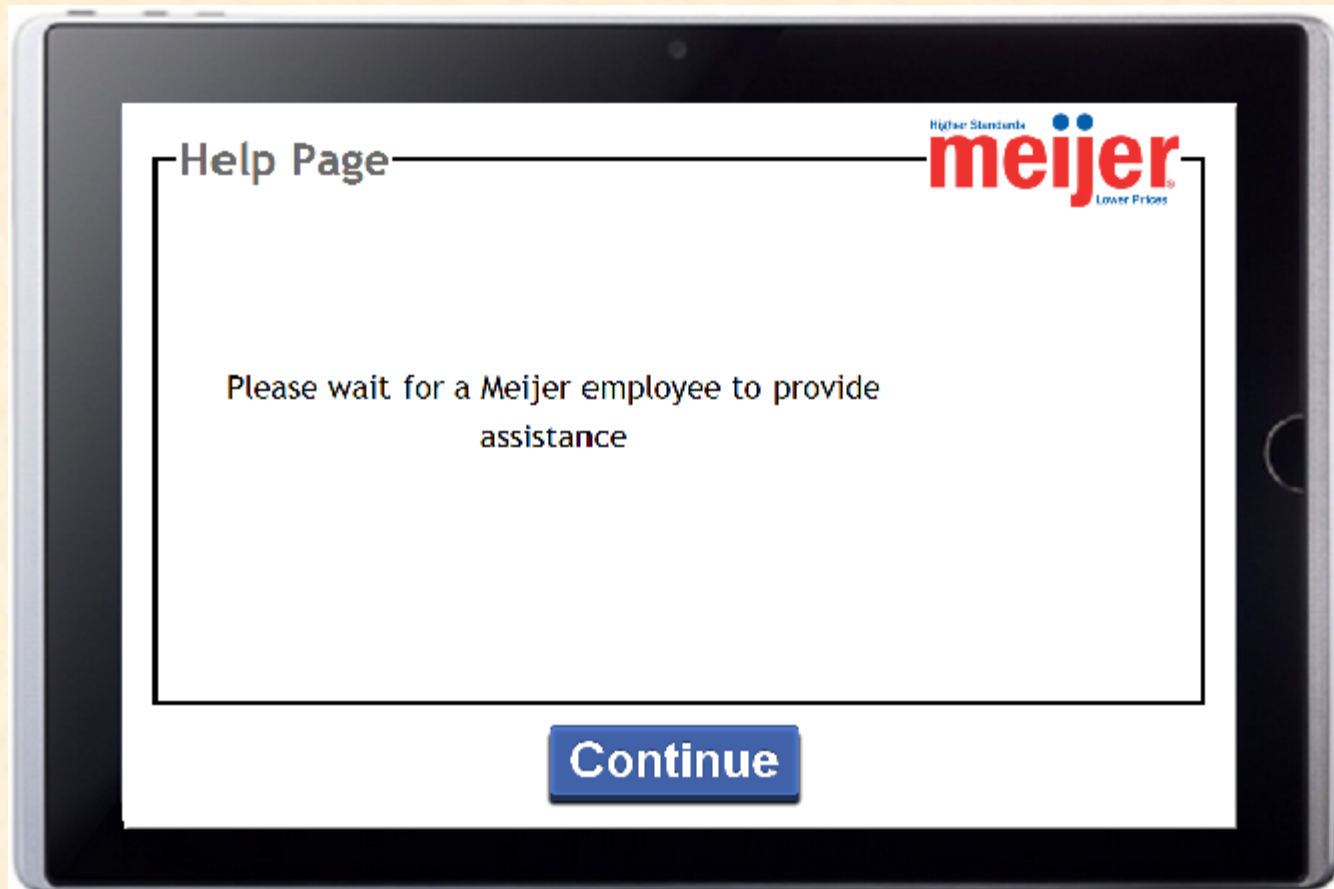 Higher Standards
Help Page
meijer
Lower Prices
Please wait for a Meijer employee to provide
assistance
Continue